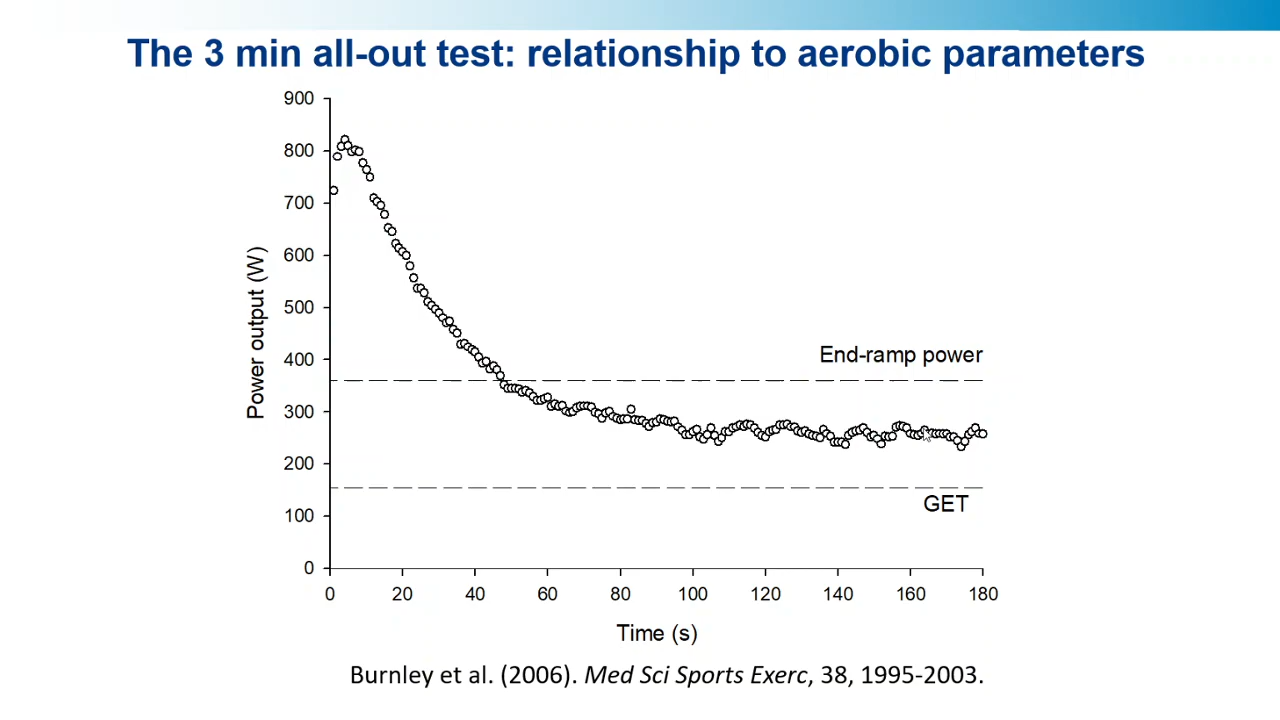 The 3 min all-out test: relationship to aerobic parameters
900
800
700
600
500
400
300
200
100
0
Power output (W)
End-ramp power
GET
0 20 40 60 80 100 120 140 160 180
Time (s)
Burnley et al. (2006). Med Sci Sports Exerc, 38, 1995-2003.